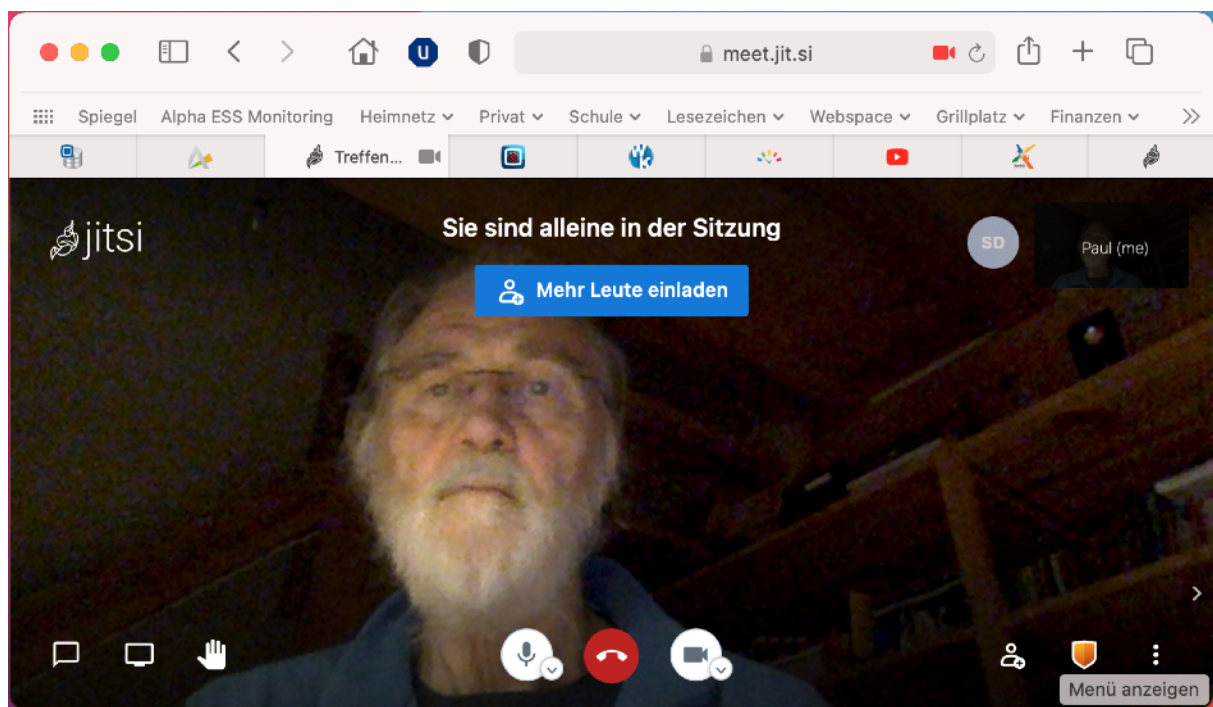 meet.jit.si
Spiegel Alpha ESS Monitoring Heimnetz Privat Schule Lesezeichen Webspace Grillplatz Finanzen
Treffen...
jitsi
Sie sind alleine in der Sitzung
SD
Paul (me)
Mehr Leute einladen
Menü anzeigen